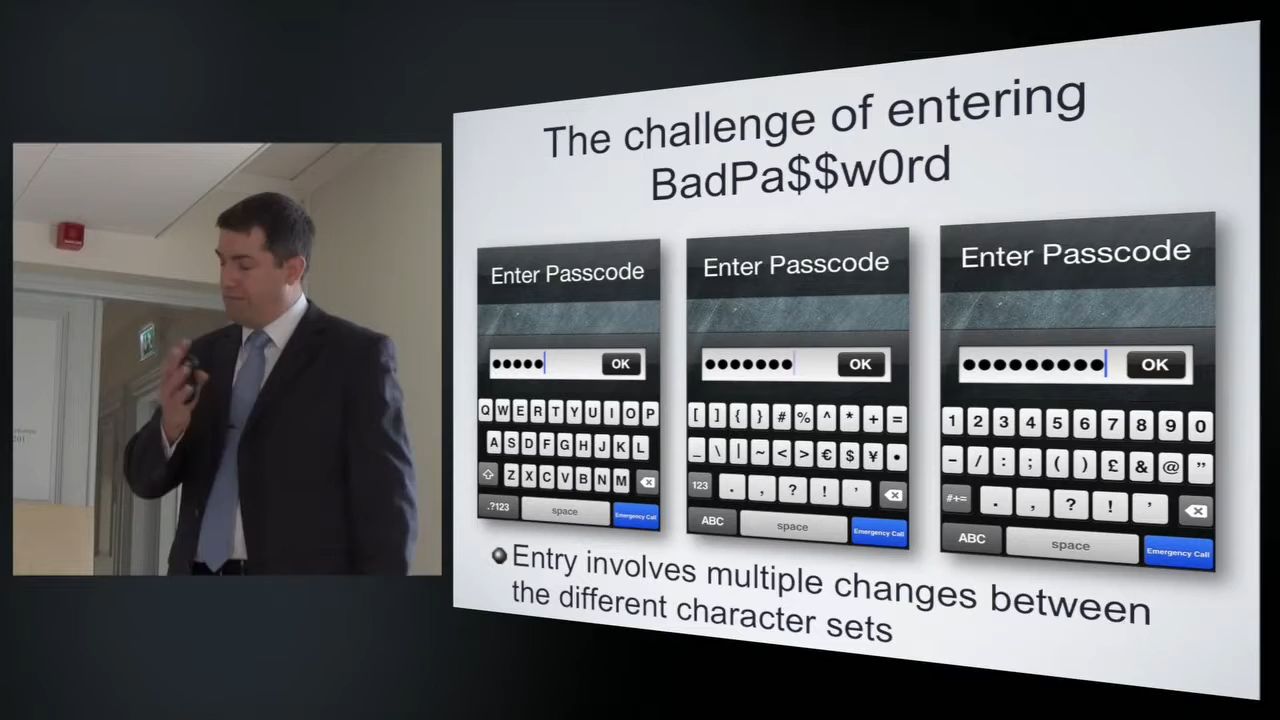 The challenge of entering
BadPa$$w0rd
Enter Passcode
●●●●● OK
Q W E R T Y U I O P
A S D F G H J K L
Z X C V B N M
.?123 space Emergency Call
Enter Passcode
●●●●●●● OK
[ ] { } # % ^ * + =
_ \ | ~ < > € $ ¥ •
123 . , ? ! '
ABC space Emergency Call
Enter Passcode
●●●●●●●●● OK
1 2 3 4 5 6 7 8 9 0
- / : ; ( ) £ & @ "
#+= . , ? ! '
ABC space Emergency Call
Entry involves multiple changes between
the different character sets